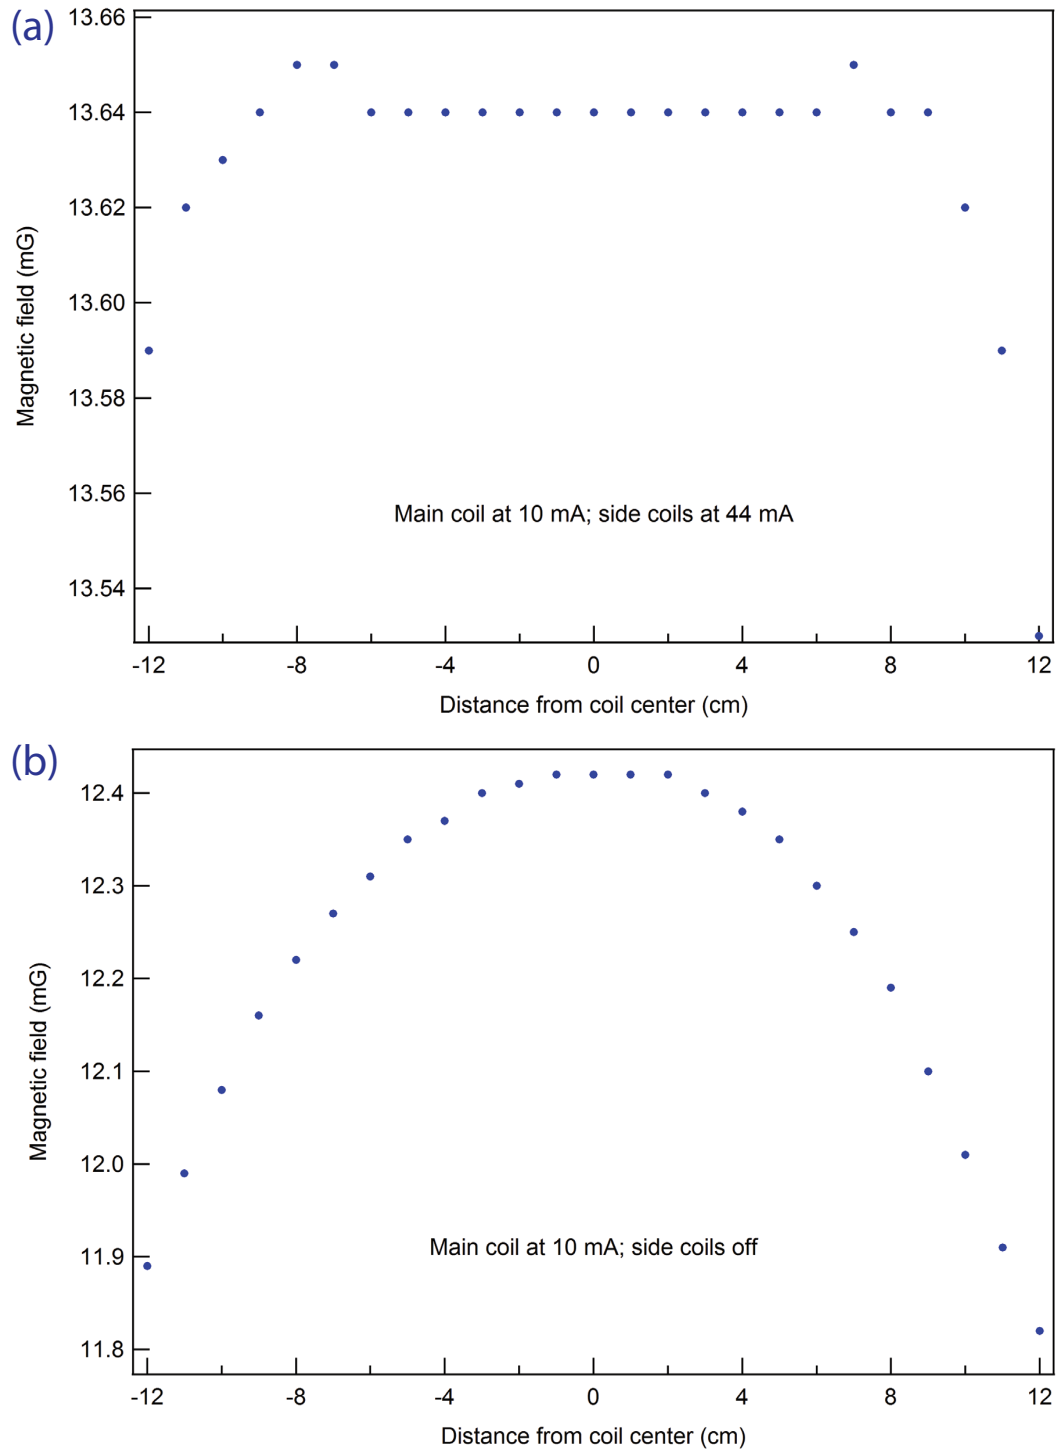 (a)
13.66
13.64
13.62
13.60
13.58
13.56
13.54
Magnetic field (mG)
Main coil at 10 mA; side coils at 44 mA
-12 -8 -4 0 4 8 12
Distance from coil center (cm)
(b)
12.4
12.3
12.2
12.1
12.0
11.9
11.8
Magnetic field (mG)
Main coil at 10 mA; side coils off
-12 -8 -4 0 4 8 12
Distance from coil center (cm)